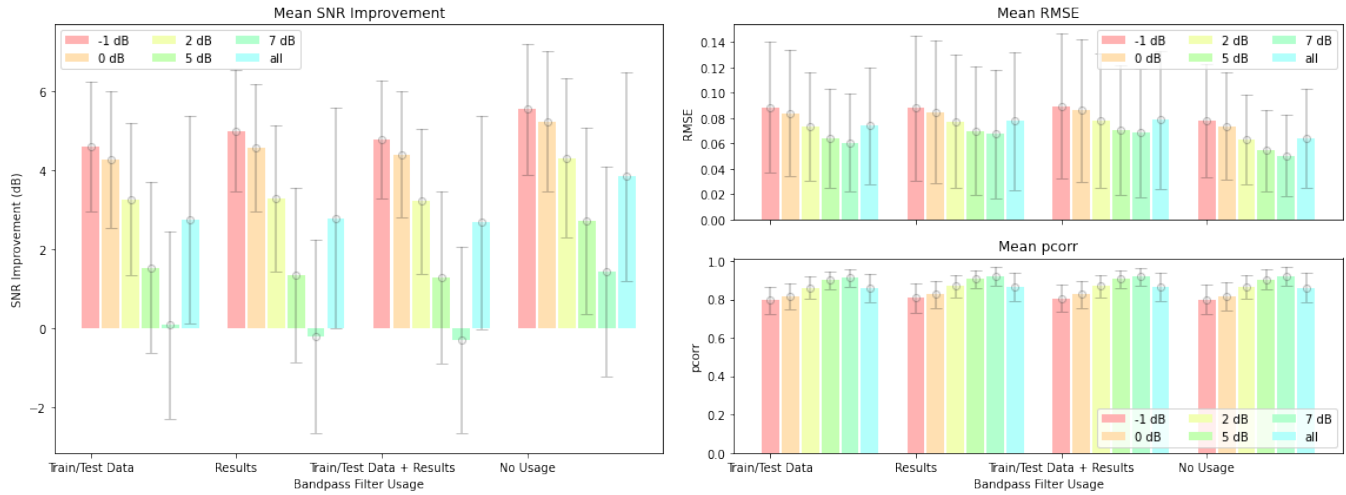 Mean SNR Improvement
-1 dB 2 dB 7 dB
0 dB 5 dB all
SNR Improvement (dB)
6
4
2
0
−2
Train/Test Data Results Train/Test Data + Results No Usage
Bandpass Filter Usage
Mean RMSE
-1 dB 2 dB 7 dB
0 dB 5 dB all
RMSE
0.14
0.12
0.10
0.08
0.06
0.04
0.02
0.00
Mean pcorr
pcorr
1.0
0.8
0.6
0.4
0.2
0.0
-1 dB 2 dB 7 dB
0 dB 5 dB all
Train/Test Data Results Train/Test Data + Results No Usage
Bandpass Filter Usage